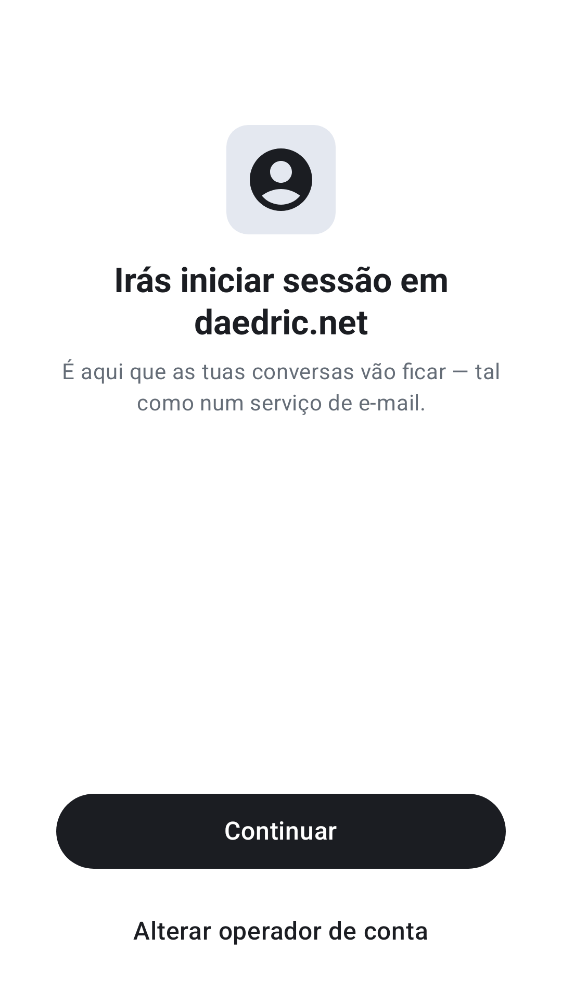 Irás iniciar sessão em
daedric.net
É aqui que as tuas conversas vão ficar — tal
como num serviço de e-mail.
Continuar
Alterar operador de conta